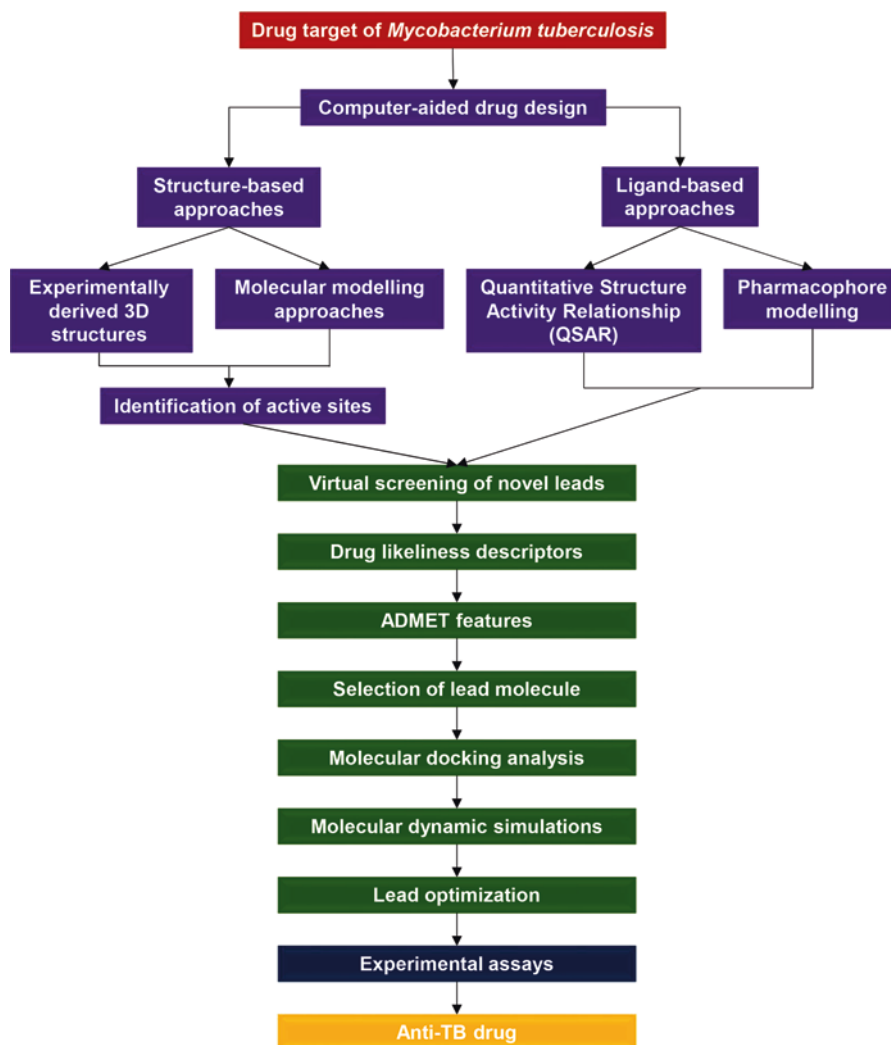 Drug target of Mycobacterium tuberculosis
Computer-aided drug design
Structure-based
approaches
Ligand-based
approaches
Experimentally
derived 3D
structures
Molecular modelling
approaches
Quantitative Structure
Activity Relationship
(QSAR)
Pharmacophore
modelling
Identification of active sites
Virtual screening of novel leads
Drug likeliness descriptors
ADMET features
Selection of lead molecule
Molecular docking analysis
Molecular dynamic simulations
Lead optimization
Experimental assays
Anti-TB drug